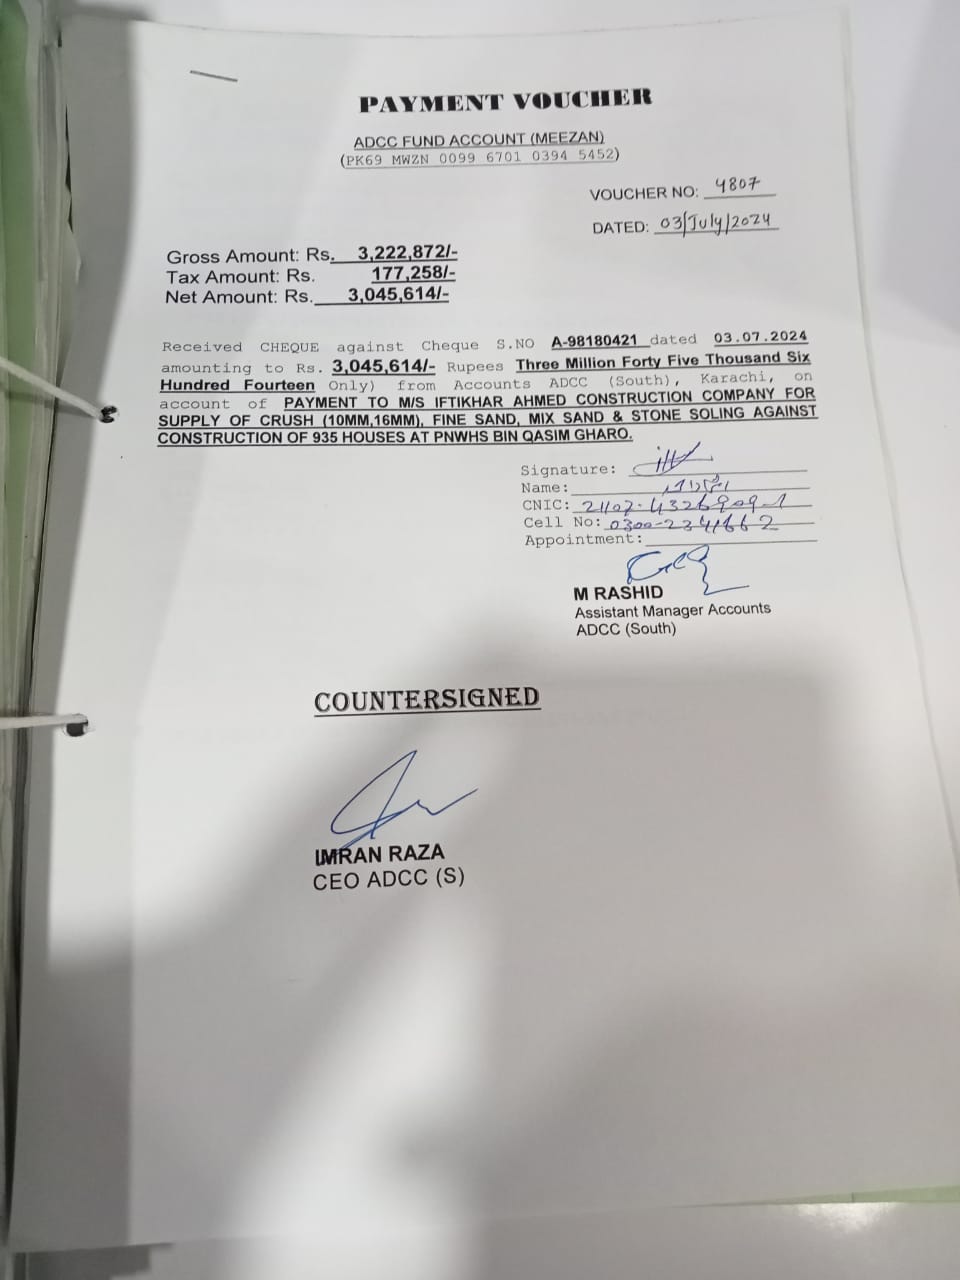 PAYMENT VOUCHER
ADCC FUND ACCOUNT (MEEZAN)
(PK69 MWZN 0099 6701 0394 5452)
VOUCHER NO: 4807
DATED: 03/July/2024
Gross Amount: Rs. 3,222,872/-
Tax Amount: Rs. 177,258/-
Net Amount: Rs. 3,045,614/-
Received CHEQUE against Cheque S.NO A-98180421 dated 03.07.2024
amounting to Rs. 3,045,614/- Rupees Three Million Forty Five Thousand Six
Hundred Fourteen Only) from Accounts ADCC (South), Karachi, on
account of PAYMENT TO M/S IFTIKHAR AHMED CONSTRUCTION COMPANY FOR
SUPPLY OF CRUSH (10MM,16MM), FINE SAND, MIX SAND & STONE SOLING AGAINST
CONSTRUCTION OF 935 HOUSES AT PNWHS BIN QASIM GHARO.
Signature:
Name:
CNIC:
Cell No: 0300-2341662
Appointment:
M RASHID
Assistant Manager Accounts
ADCC (South)
COUNTERSIGNED
IMRAN RAZA
CEO ADCC (S)